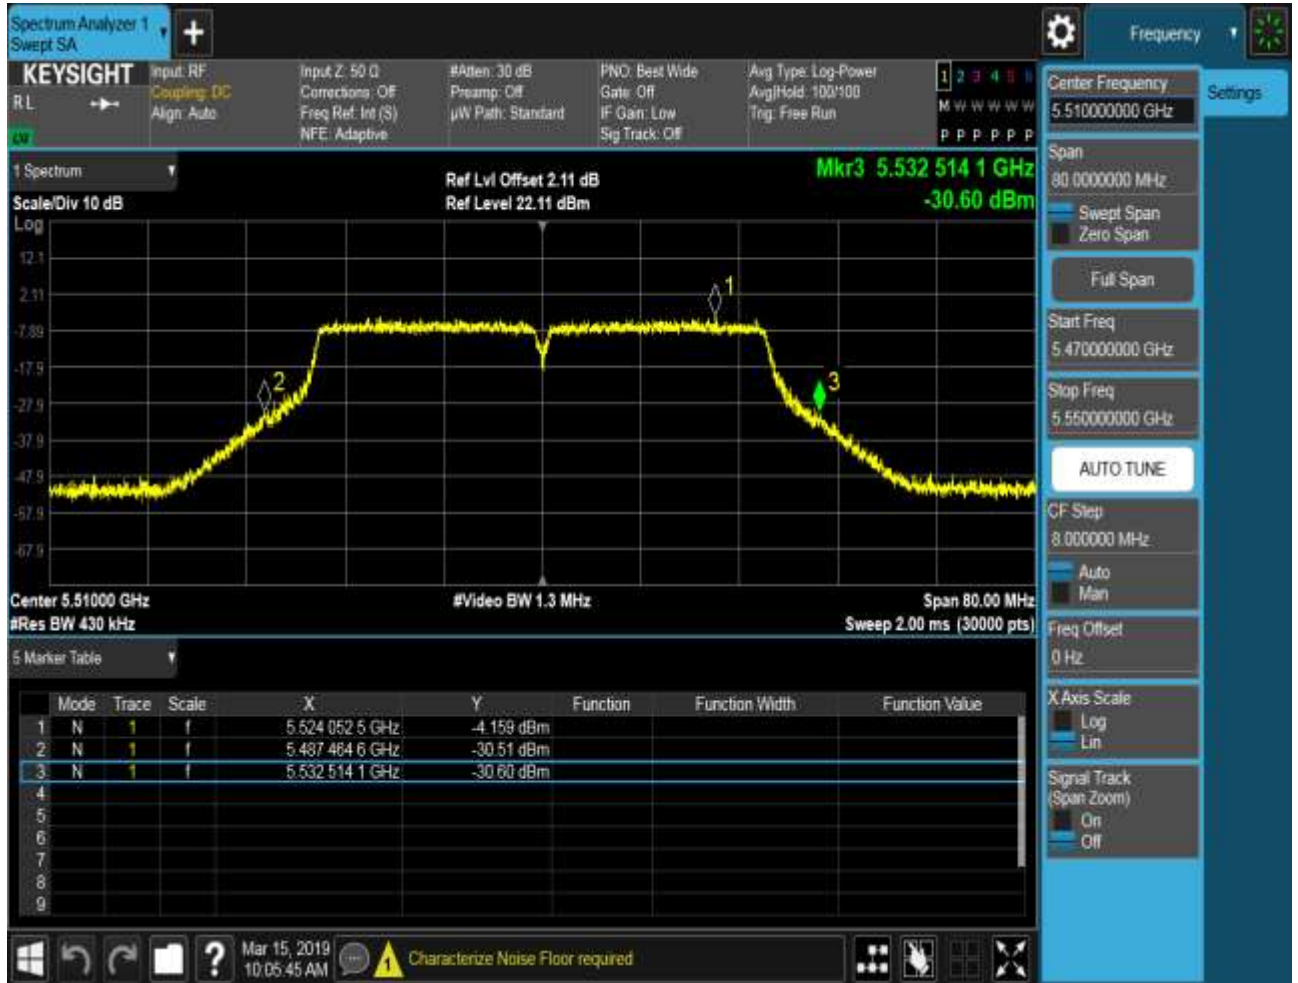 Spectrum Analyzer 1
Swept SA
+
Frequency
KEYSIGHT
RL
Input: RF
Coupling: DC
Align: Auto
Input Z: 50 Ω
Corrections: Off
Freq Ref: Int (S)
NFE: Adaptive
#Atten: 30 dB
Preamp: Off
µW Path: Standard
PNO: Best Wide
Gate: Off
IF Gain: Low
Sig Track: Off
Avg Type: Log-Power
Avg|Hold: 100/100
Trig: Free Run
1 2 3 4 5 6
M W W W W W
P P P P P P
1 Spectrum
Scale/Div 10 dB
Ref Lvl Offset 2.11 dB
Ref Level 22.11 dBm
Mkr3 5.532 514 1 GHz
-30.60 dBm
Log
12.1
2.11
-7.89
-17.9
-27.9
-37.9
-47.9
-57.9
-67.9
1
2
3
Center 5.51000 GHz
#Video BW 1.3 MHz
Span 80.00 MHz
#Res BW 430 kHz
Sweep 2.00 ms (30000 pts)
5 Marker Table
Mode Trace Scale X Y Function Function Width Function Value
1 N 1 f 5.524 052 5 GHz -4.159 dBm
2 N 1 f 5.487 464 6 GHz -30.51 dBm
3 N 1 f 5.532 514 1 GHz -30.60 dBm
4
5
6
7
8
9
Mar 15, 2019
10:05:45 AM
? 1 Characterize Noise Floor required
Settings
Center Frequency
5.510000000 GHz
Span
80.0000000 MHz
Swept Span
Zero Span
Full Span
Start Freq
5.470000000 GHz
Stop Freq
5.550000000 GHz
AUTO TUNE
CF Step
8.000000 MHz
Auto
Man
Freq Offset
0 Hz
X Axis Scale
Log
Lin
Signal Track
(Span Zoom)
On
Off